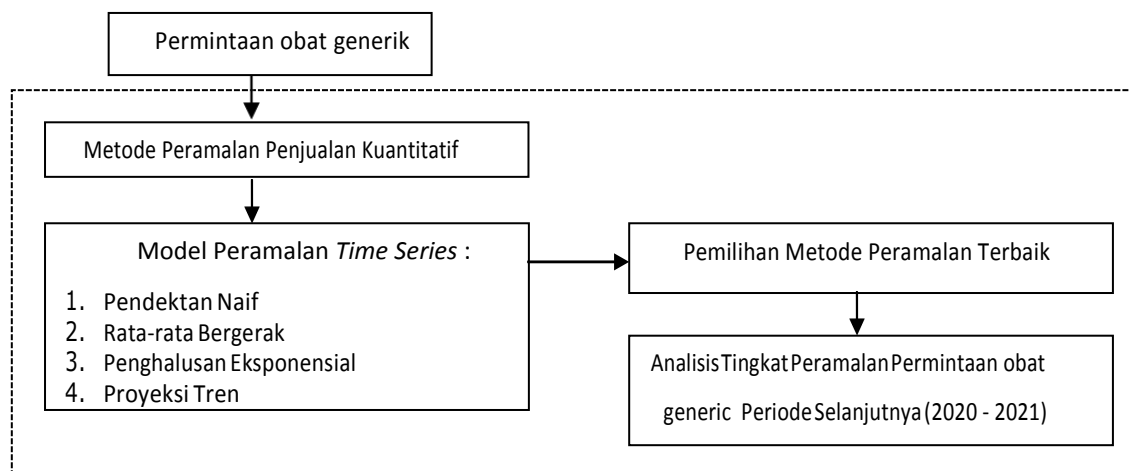 Permintaan obat generik
Metode Peramalan Penjualan Kuantitatif
Model Peramalan Time Series :
1. Pendektan Naif
2. Rata-rata Bergerak
3. Penghalusan Eksponensial
4. Proyeksi Tren
Pemilihan Metode Peramalan Terbaik
Analisis Tingkat Peramalan Permintaan obat
generic Periode Selanjutnya (2020 - 2021)